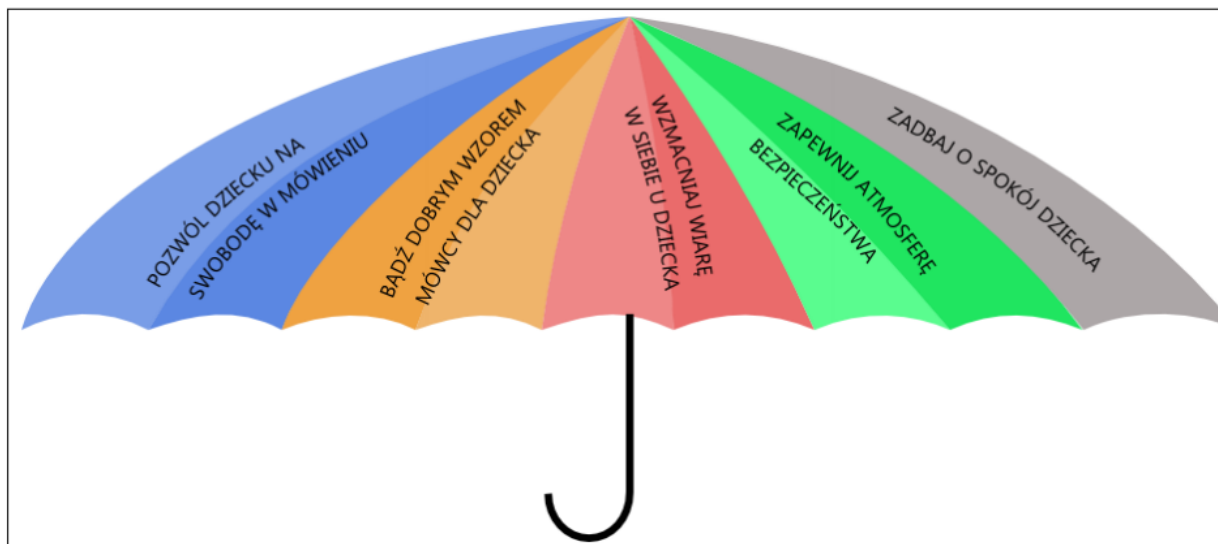 POZWÓL DZIECKU NA
SWOBODĘ W MÓWIENIU
BĄDŹ DOBRYM WZOREM
MÓWCY DLA DZIECKA
WZMACNIAJ WIARĘ
W SIEBIE U DZIECKA
ZAPEWNIJ ATMOSFERĘ
BEZPIECZEŃSTWA
ZADBAJ O SPOKÓJ DZIECKA